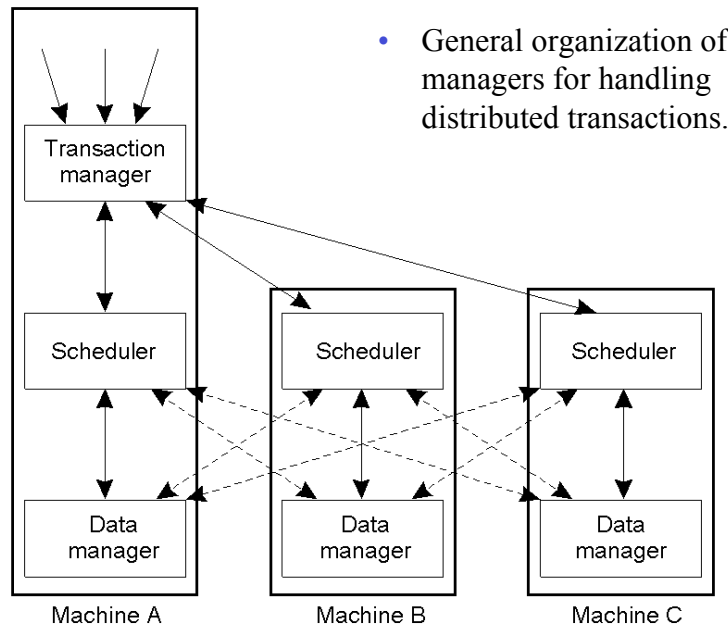 • General organization of
managers for handling
distributed transactions.
Transaction
manager
Scheduler
Scheduler
Scheduler
Data
manager
Data
manager
Data
manager
Machine A
Machine B
Machine C